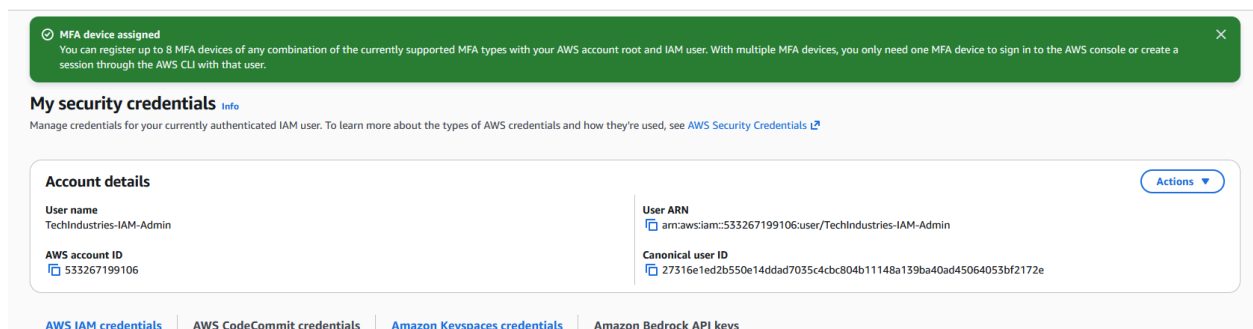 MFA device assigned
You can register up to 8 MFA devices of any combination of the currently supported MFA types with your AWS account root and IAM user. With multiple MFA devices, you only need one MFA device to sign in to the AWS console or create a
session through the AWS CLI with that user.
My security credentials Info
Manage credentials for your currently authenticated IAM user. To learn more about the types of AWS credentials and how they're used, see AWS Security Credentials
Account details
Actions
User name
TechIndustries-IAM-Admin
User ARN
arn:aws:iam::533267199106:user/TechIndustries-IAM-Admin
AWS account ID
533267199106
Canonical user ID
27316e1ed2b550e14ddad7035c4cbc804b11148a139ba40ad45064053bf2172e
AWS IAM credentials
AWS CodeCommit credentials
Amazon Keyspaces credentials
Amazon Bedrock API keys